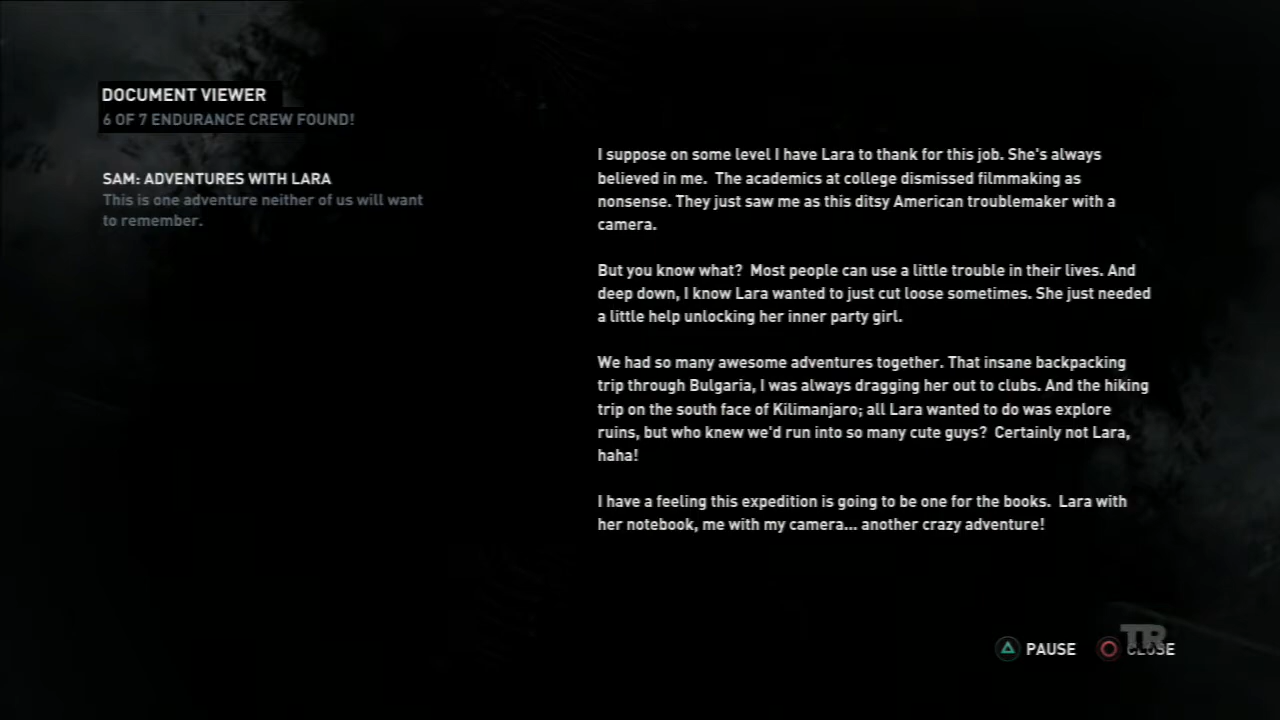 DOCUMENT VIEWER
6 OF 7 ENDURANCE CREW FOUND!
SAM: ADVENTURES WITH LARA
This is one adventure neither of us will want
to remember.
I suppose on some level I have Lara to thank for this job. She's always
believed in me.  The academics at college dismissed filmmaking as
nonsense. They just saw me as this ditsy American troublemaker with a
camera.
But you know what?  Most people can use a little trouble in their lives. And
deep down, I know Lara wanted to just cut loose sometimes. She just needed
a little help unlocking her inner party girl.
We had so many awesome adventures together. That insane backpacking
trip through Bulgaria, I was always dragging her out to clubs. And the hiking
trip on the south face of Kilimanjaro; all Lara wanted to do was explore
ruins, but who knew we'd run into so many cute guys?  Certainly not Lara,
haha!
I have a feeling this expedition is going to be one for the books.  Lara with
her notebook, me with my camera... another crazy adventure!
TR
PAUSE CLOSE